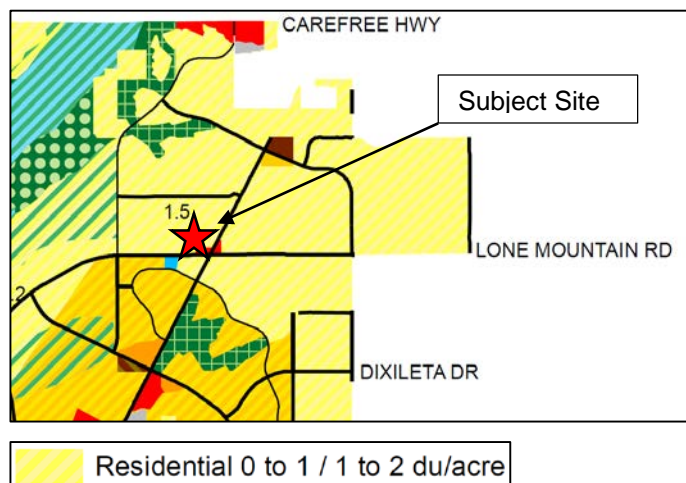 CAREFREE HWY
Subject Site
1.5
LONE MOUNTAIN RD
.2
DIXILETA DR
Residential 0 to 1 / 1 to 2 du/acre